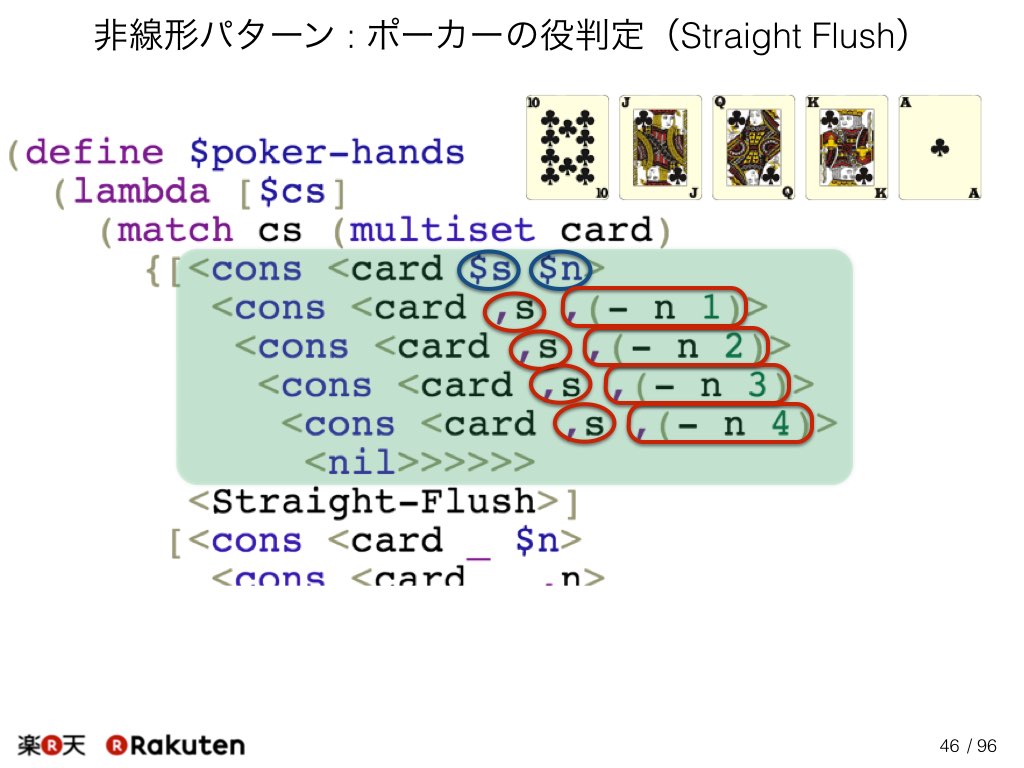 非線形パターン : ポーカーの役判定（Straight Flush）
10 J Q K A
10 J Q K A
(define $poker-hands
(lambda [$cs]
(match cs (multiset card)
{[<cons <card $s $n>
<cons <card ,s ,(- n 1)>
<cons <card ,s ,(- n 2)>
<cons <card ,s ,(- n 3)>
<cons <card ,s ,(- n 4)>
<nil>>>>>>
<Straight-Flush>]
[<cons <card _ $n>
<cons <card ,n>
楽R天 RRakuten
46 / 96